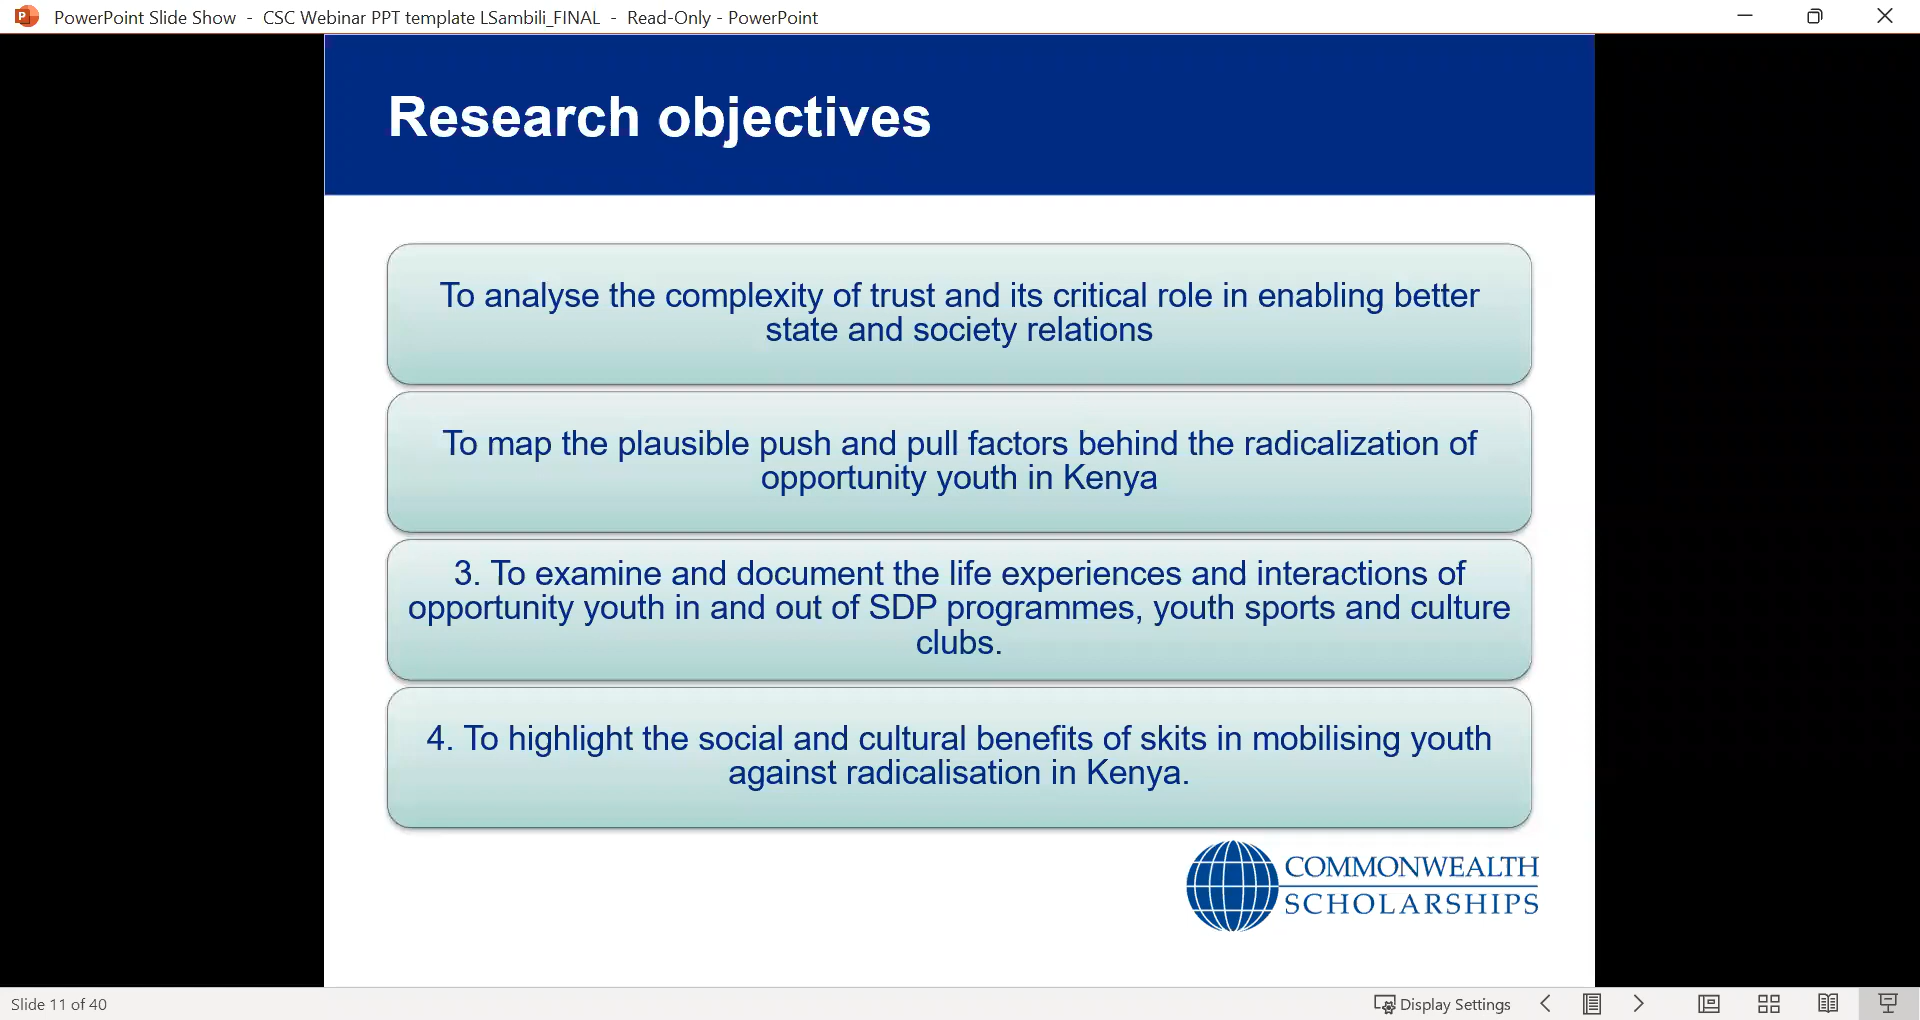 PowerPoint Slide Show - CSC Webinar PPT template LSambili_FINAL - Read-Only - PowerPoint
Research objectives
To analyse the complexity of trust and its critical role in enabling better
state and society relations
To map the plausible push and pull factors behind the radicalization of
opportunity youth in Kenya
3. To examine and document the life experiences and interactions of
opportunity youth in and out of SDP programmes, youth sports and culture
clubs.
4. To highlight the social and cultural benefits of skits in mobilising youth
against radicalisation in Kenya.
COMMONWEALTH
SCHOLARSHIPS
Slide 11 of 40
Display Settings